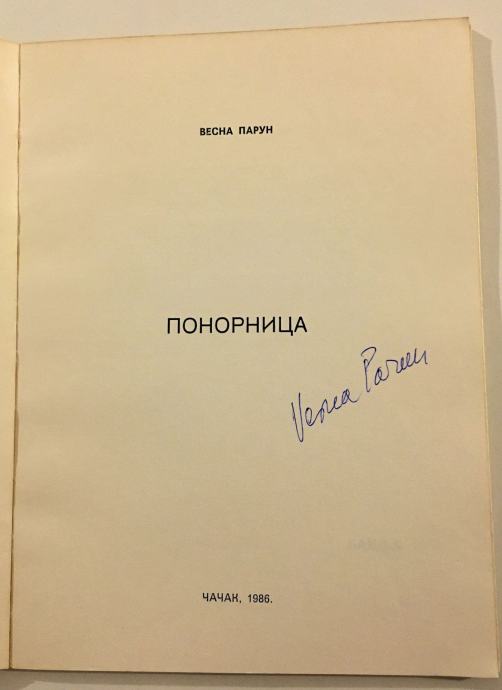 ВЕСНА ПАРУН
ПОНОРНИЦА
Vesna Parun
ЧАЧАК, 1986.